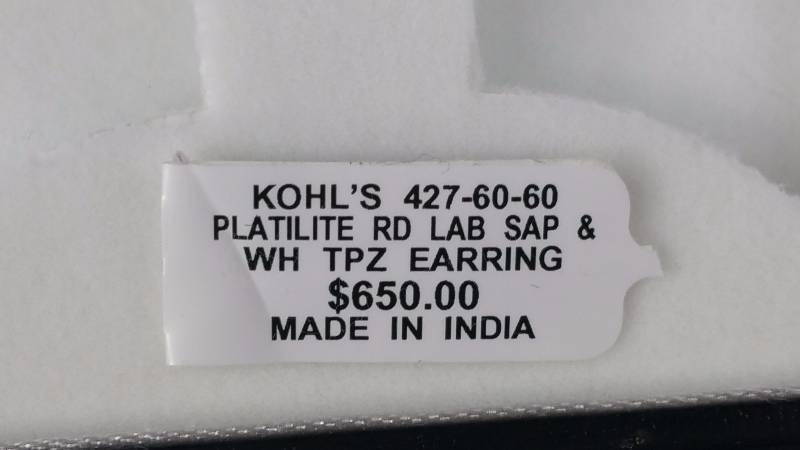 KOHL'S 427-60-60
PLATILITE RD LAB SAP &
WH TPZ EARRING
$650.00
MADE IN INDIA